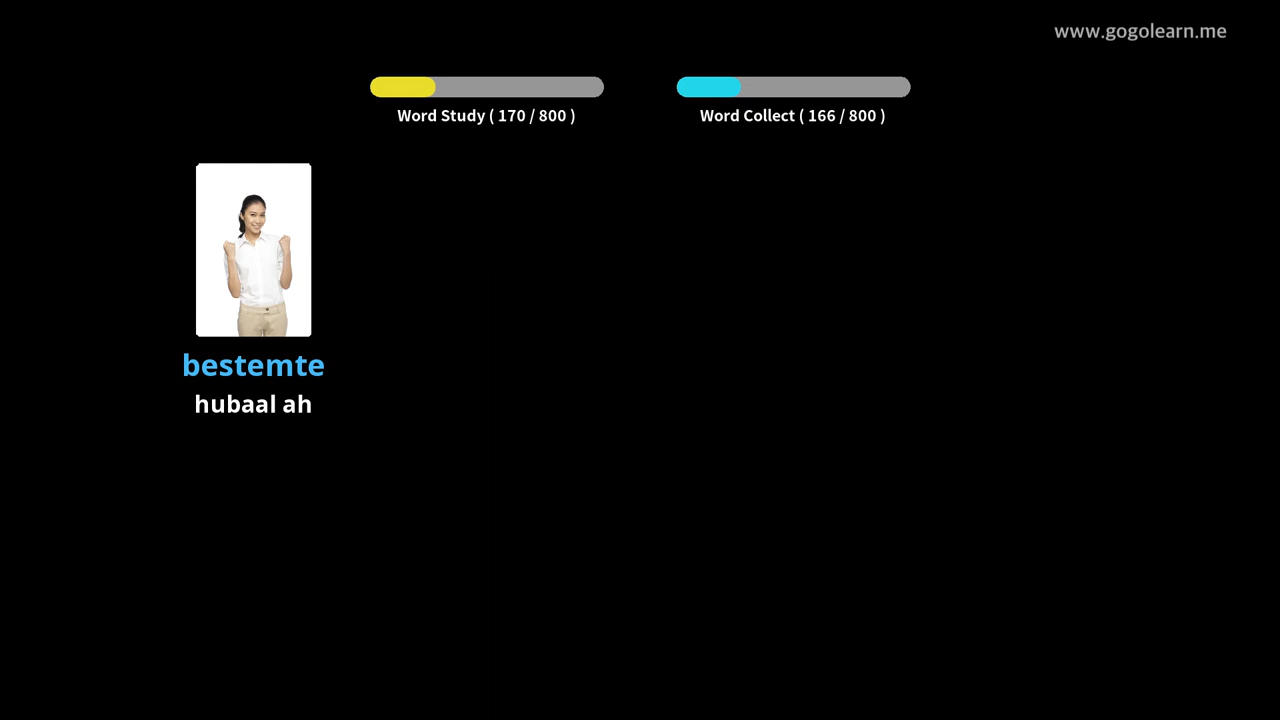 www.gogolearn.me
Word Study ( 170 / 800 )
Word Collect ( 166 / 800 )
bestemte
hubaal ah